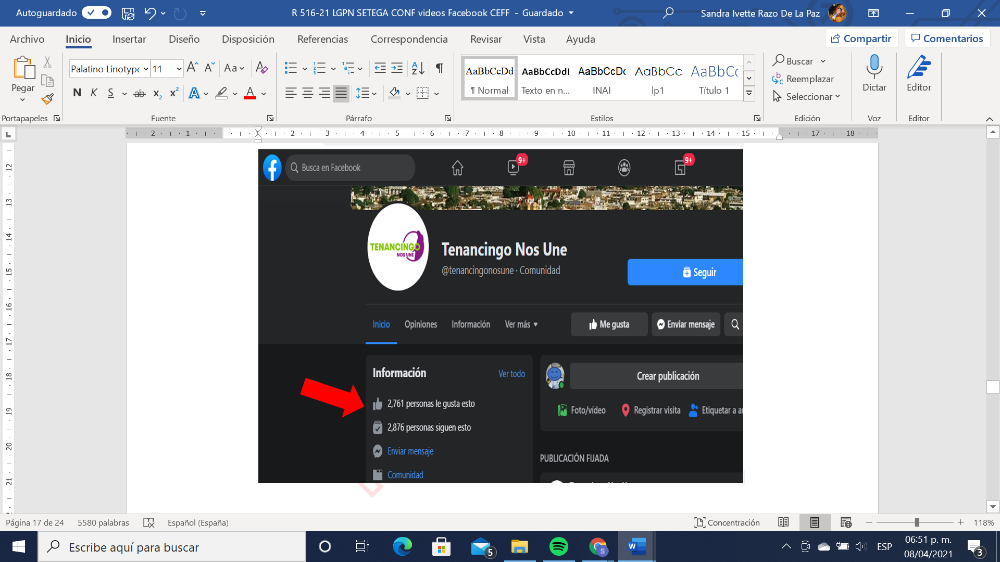 Autoguardado
R 516-21 LGPN SETEGA CONF videos Facebook CEFF - Guardado
Sandra Ivette Razo De La Paz
Archivo Inicio Insertar Diseño Disposición Referencias Correspondencia Revisar Vista Ayuda
Compartir Comentarios
Pegar
Portapapeles
Palatino Linotype 11
Aa
N K S ab x2 x2 A A
Fuente
Párrafo
AaBbCcDd AaBbCcDdI AaBbCcDc AaBbCc AaBbCc
¶ Normal Texto en n... INAI lp1 Título 1
Estilos
Buscar
Reemplazar
Seleccionar
Edición
Dictar
Voz
Editor
Editor
2 1 2 3 4 5 6 7 8 9 10 11 12 13 14 15 17 18
12
13
14
15
16
17
18
19
20
21
Busca en Facebook
9+ 9+
TENANCINGO
NOS UNE
Tenancingo Nos Une
@tenancingonosune · Comunidad
Seguir
Inicio Opiniones Información Ver más
Me gusta Enviar mensaje
Información Ver todo
2,761 personas le gusta esto
2,876 personas siguen esto
Enviar mensaje
Comunidad
Crear publicación
Foto/vídeo Registrar visita Etiquetar a
PUBLICACIÓN FIJADA
Página 17 de 24 5580 palabras Español (España)
Concentración 118%
Escribe aquí para buscar
5
ESP
06:51 p. m.
08/04/2021
3